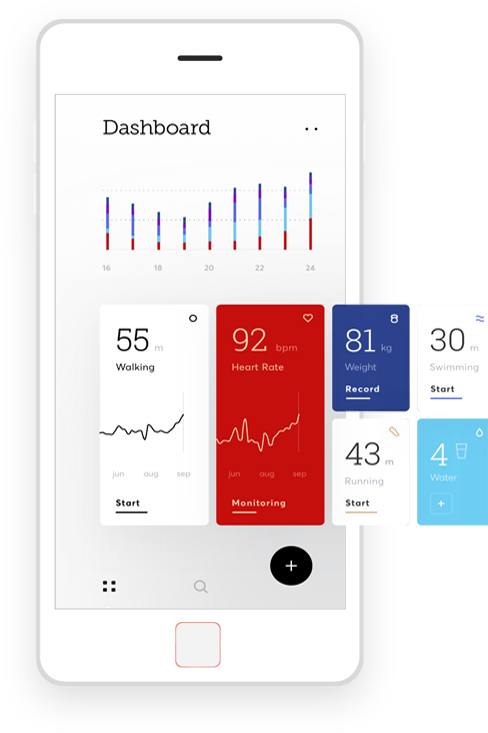 Dashboard
16 18 20 22 24
55 m
Walking
jun aug sep
Start
92 bpm
Heart Rate
jun aug sep
Monitoring
81 kg
Weight
Record
30 m
Swimming
Start
43 m
Running
Start
4
Water
+
+